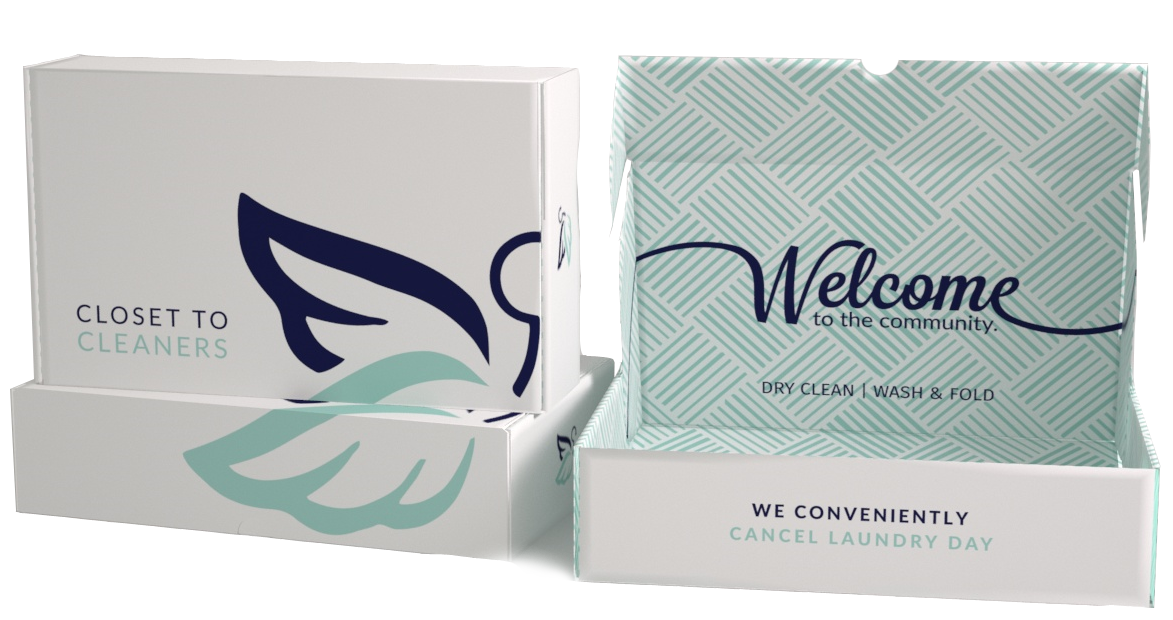 CLOSET TO
CLEANERS
Welcome
to the community.
DRY CLEAN | WASH & FOLD
WE CONVENIENTLY
CANCEL LAUNDRY DAY